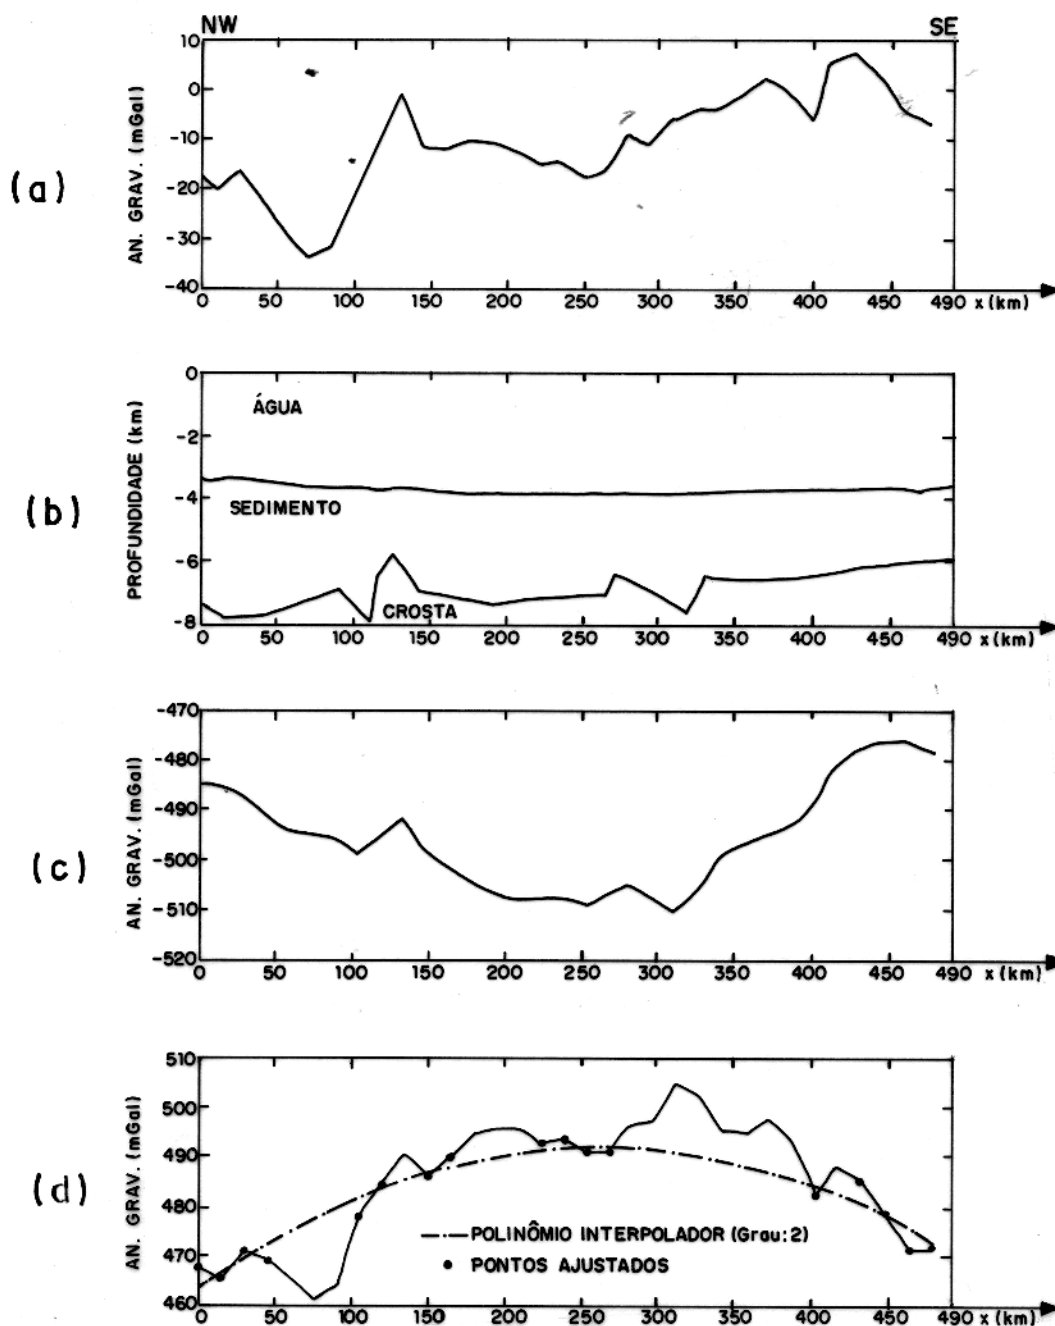 NW SE
(a)
AN. GRAV. (mGal)
10
0
-10
-20
-30
-40
0 50 100 150 200 250 300 350 400 450 490 x (km)
(b)
PROFUNDIDADE (km)
0
-2
-4
-6
-8
ÁGUA
SEDIMENTO
CROSTA
0 50 100 150 200 250 300 350 400 450 490 x (km)
(c)
AN. GRAV. (mGal)
-470
-480
-490
-500
-510
-520
0 50 100 150 200 250 300 350 400 450 490 x (km)
(d)
AN. GRAV. (mGal)
510
500
490
480
470
460
POLINÔMIO INTERPOLADOR (Grau: 2)
PONTOS AJUSTADOS
0 50 100 150 200 250 300 350 400 450 490 x (km)